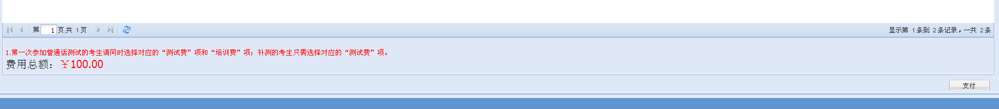 第 1 页,共 1 页 显示第 1 条到 2 条记录，一共 2 条
1.第一次参加普通话测试的考生请同时选择对应的“测试费”项和“培训费”项；补测的考生只需选择对应的“测试费”项。
费用总额：￥100.00
支付